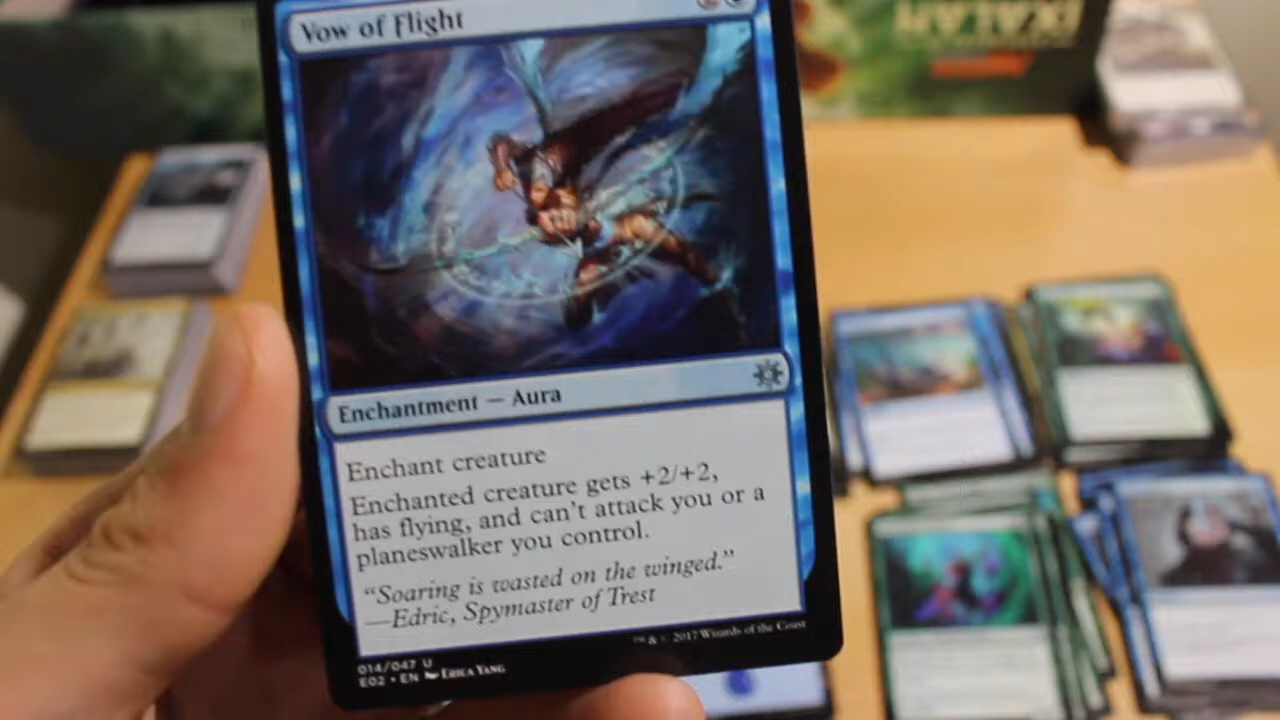 IXALAN
Vow of Flight
Enchantment — Aura
Enchant creature
Enchanted creature gets +2/+2,
has flying, and can't attack you or a
planeswalker you control.
"Soaring is wasted on the winged."
—Edric, Spymaster of Trest
™ & © 2017 Wizards of the Coast
014/047 U
E02 • EN Erica Yang